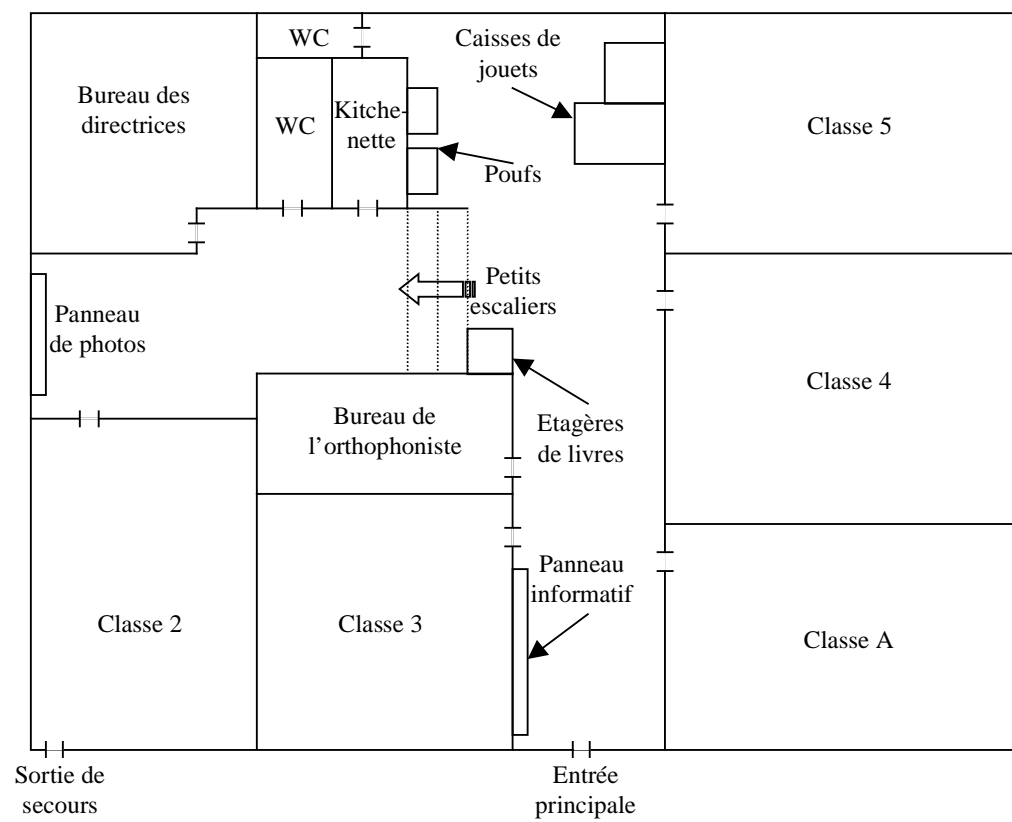 WC
Caisses de
jouets
Bureau des
directrices
WC
Kitche-
nette
Classe 5
Poufs
Petits
escaliers
Panneau
de photos
Classe 4
Bureau de
l'orthophoniste
Etagères
de livres
Panneau
informatif
Classe 2
Classe 3
Classe A
Sortie de
secours
Entrée
principale